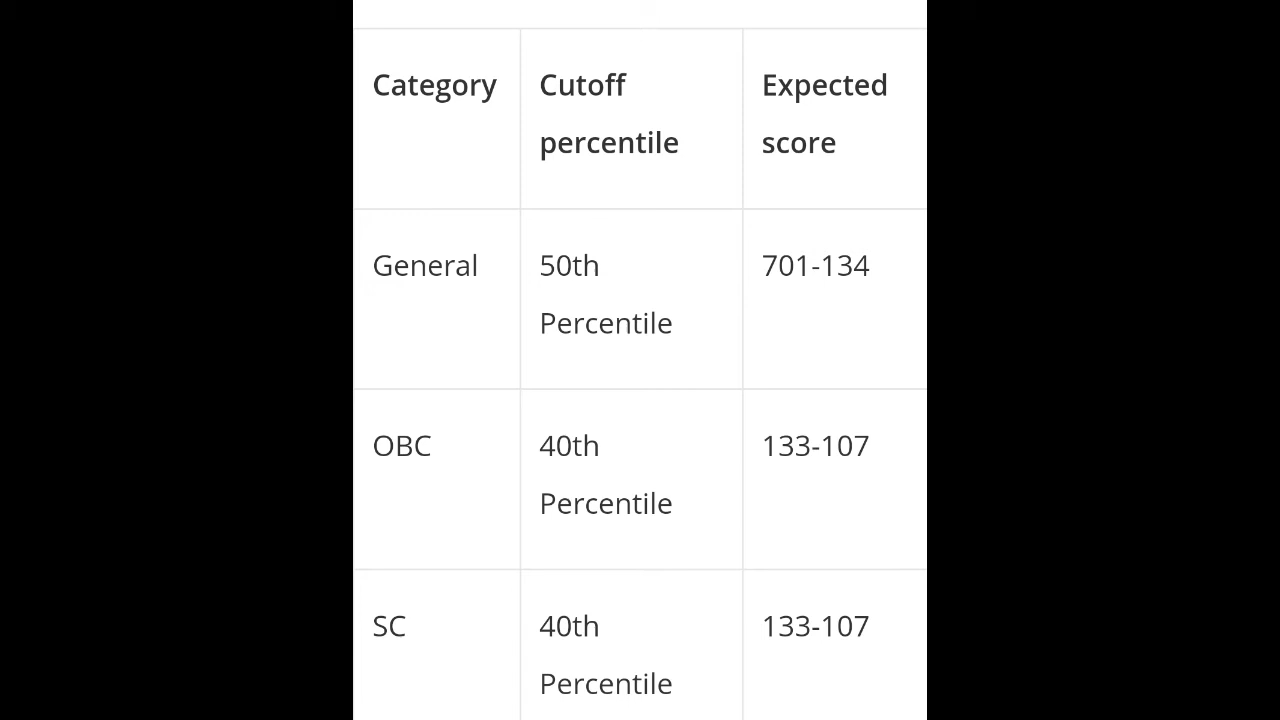 Category Cutoff percentile Expected score
General 50th Percentile 701-134
OBC 40th Percentile 133-107
SC 40th Percentile 133-107